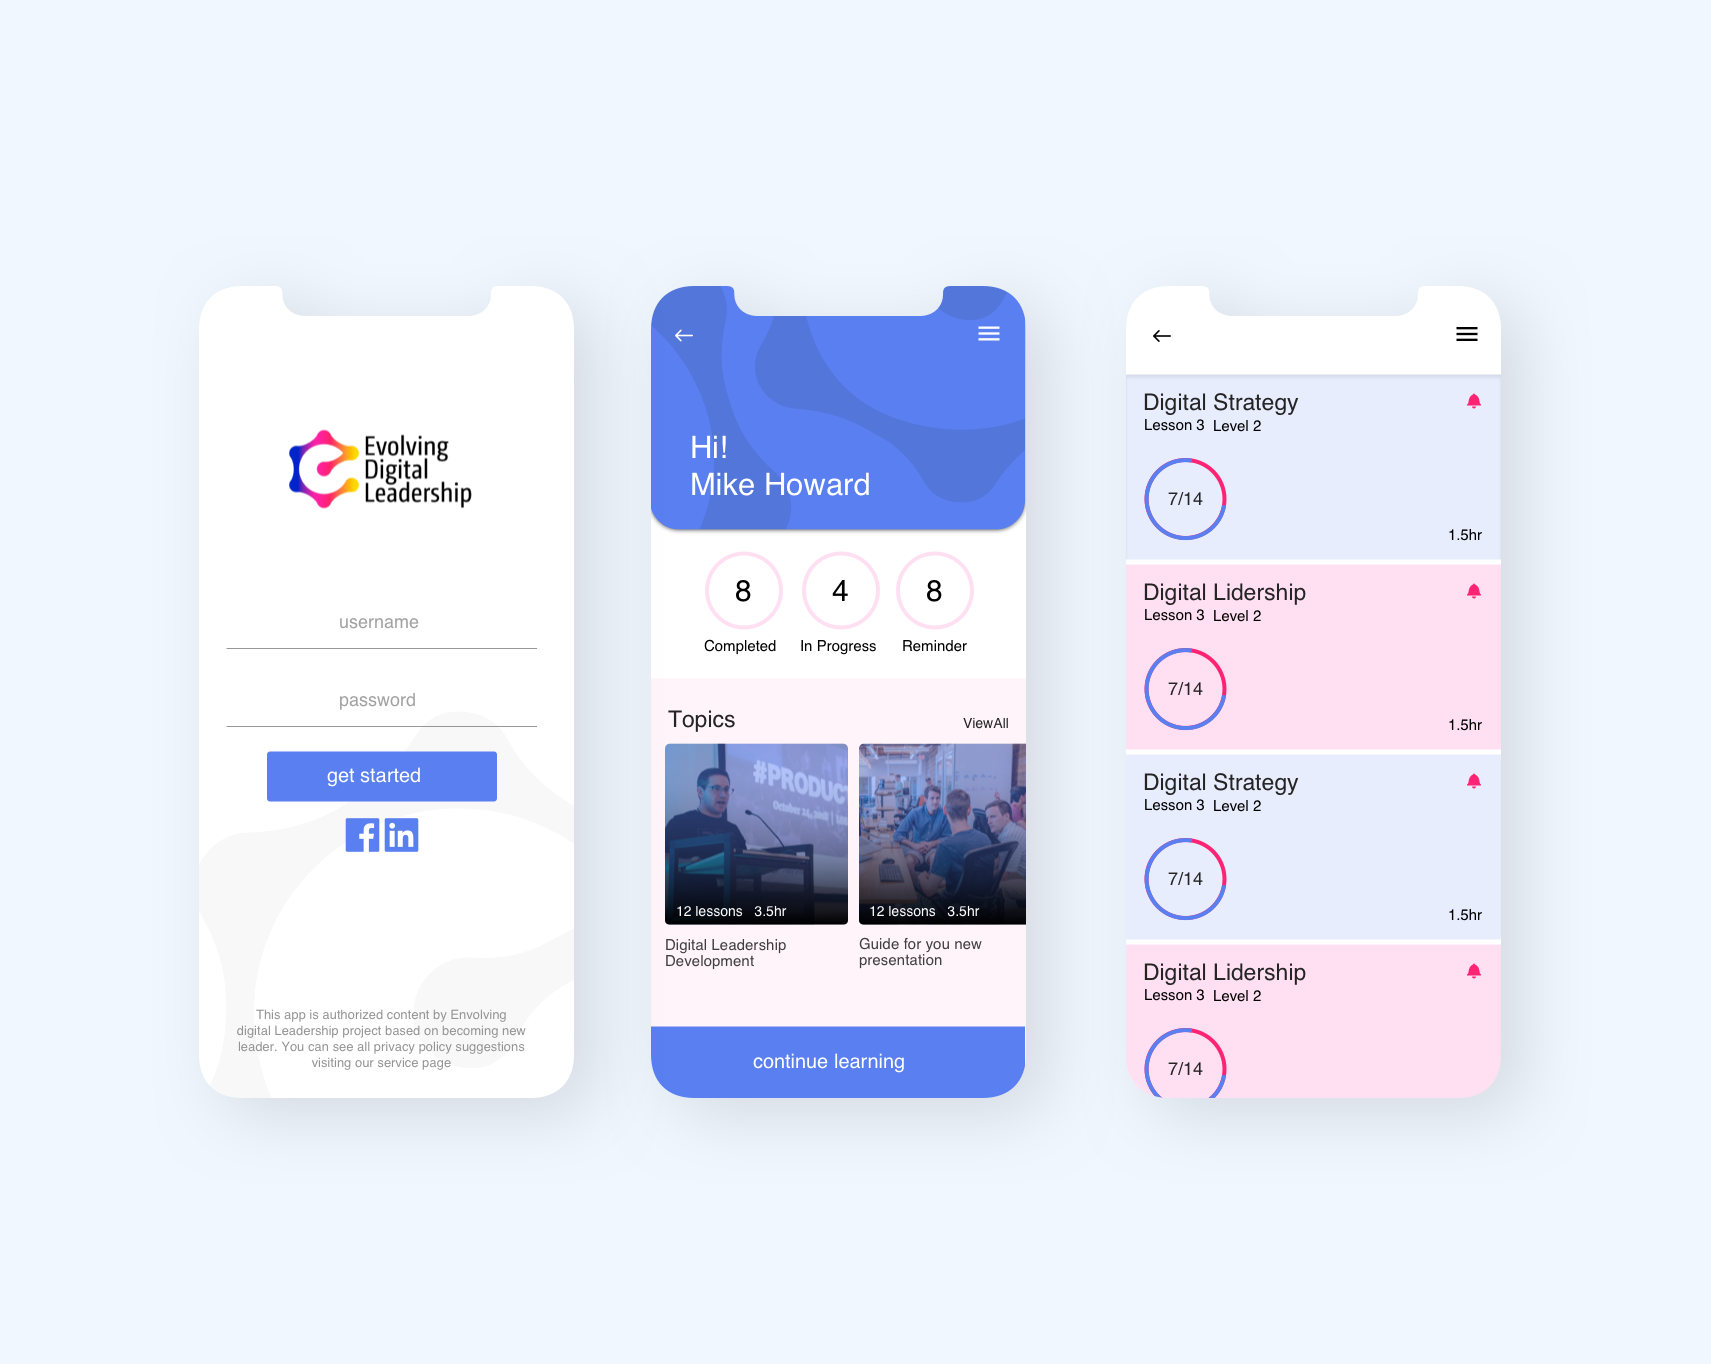 Evolving
Digital
Leadership
username
password
get started
This app is authorized content by Envolving
digital Leadership project based on becoming new
leader. You can see all privacy policy suggestions
visiting our service page
Hi!
Mike Howard
8 4 8
Completed In Progress Reminder
Topics ViewAll
#PRODUC
October 24, 2018
12 lessons 3.5hr
12 lessons 3.5hr
Digital Leadership
Development
Guide for you new
presentation
continue learning
Digital Strategy
Lesson 3 Level 2
7/14
1.5hr
Digital Lidership
Lesson 3 Level 2
7/14
1.5hr
Digital Strategy
Lesson 3 Level 2
7/14
1.5hr
Digital Lidership
Lesson 3 Level 2
7/14